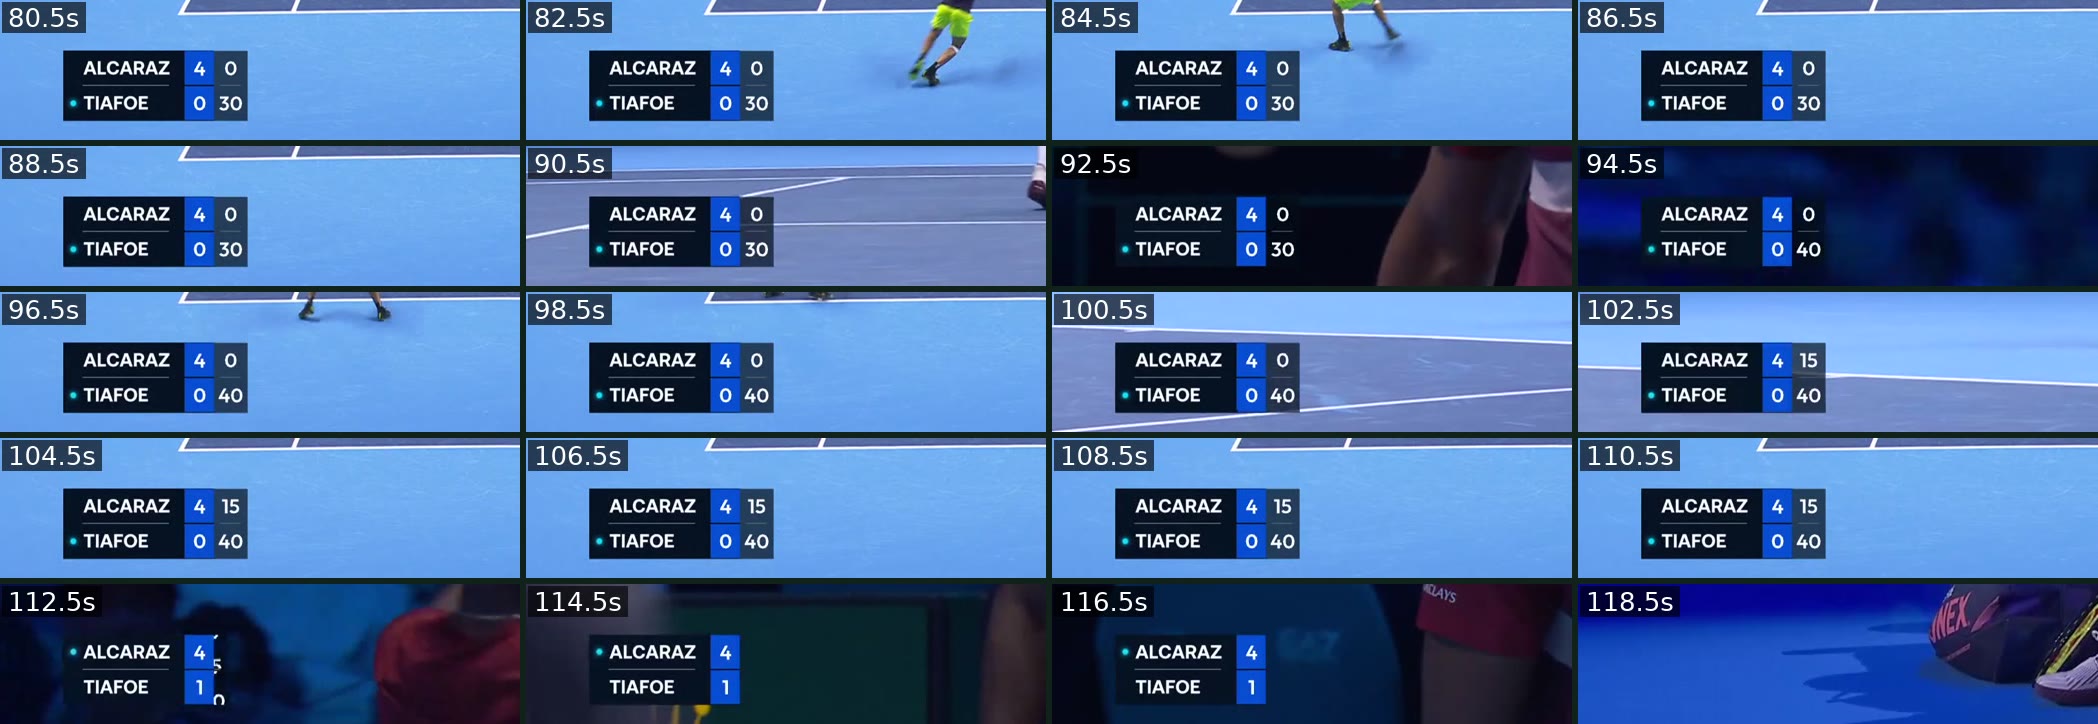 80.5s
ALCARAZ 4 0
TIAFOE 0 30
82.5s
ALCARAZ 4 0
TIAFOE 0 30
84.5s
ALCARAZ 4 0
TIAFOE 0 30
86.5s
ALCARAZ 4 0
TIAFOE 0 30
88.5s
ALCARAZ 4 0
TIAFOE 0 30
90.5s
ALCARAZ 4 0
TIAFOE 0 30
92.5s
ALCARAZ 4 0
TIAFOE 0 30
94.5s
ALCARAZ 4 0
TIAFOE 0 40
96.5s
ALCARAZ 4 0
TIAFOE 0 40
98.5s
ALCARAZ 4 0
TIAFOE 0 40
100.5s
ALCARAZ 4 0
TIAFOE 0 40
102.5s
ALCARAZ 4 15
TIAFOE 0 40
104.5s
ALCARAZ 4 15
TIAFOE 0 40
106.5s
ALCARAZ 4 15
TIAFOE 0 40
108.5s
ALCARAZ 4 15
TIAFOE 0 40
110.5s
ALCARAZ 4 15
TIAFOE 0 40
112.5s
ALCARAZ 4
TIAFOE 1
114.5s
ALCARAZ 4
TIAFOE 1
116.5s
ALCARAZ 4
TIAFOE 1
EA7
118.5s